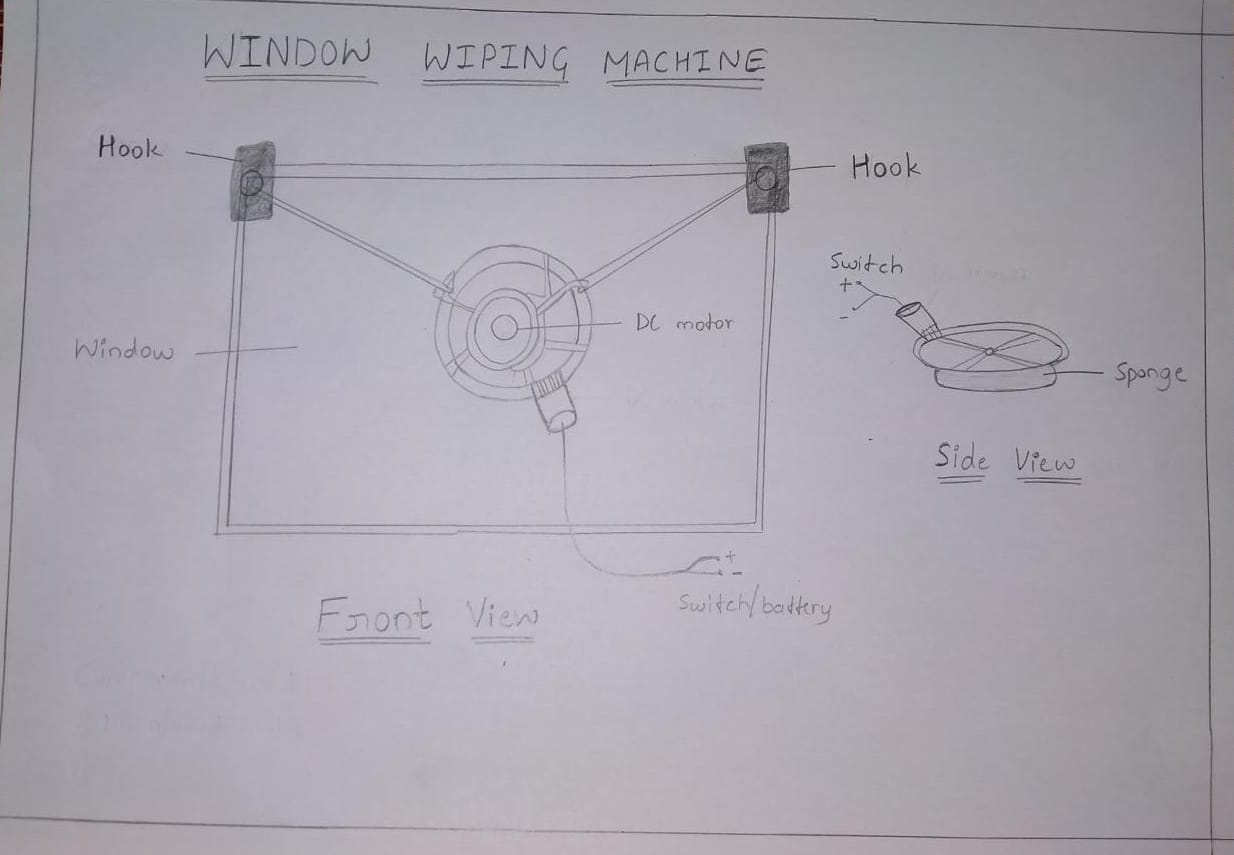 WINDOW WIPING MACHINE
Hook
Hook
Switch
+
-
DC motor
Window
Sponge
Side View
+
-
Switch/battery
Front View